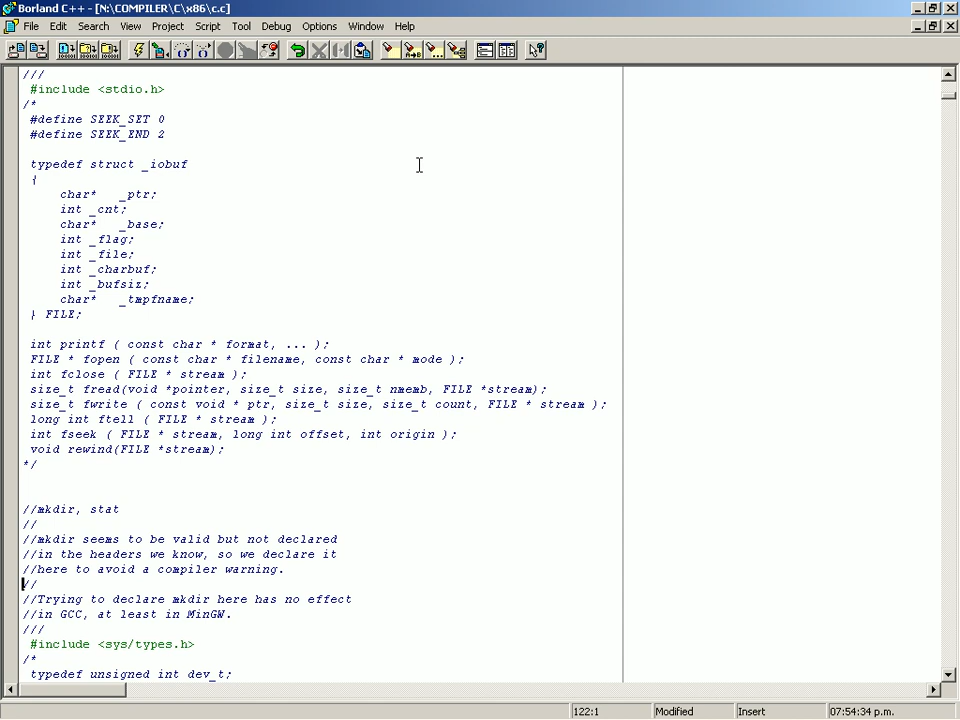 Borland C++ - [N:\COMPILER\C\x86\c.c]
File Edit Search View Project Script Tool Debug Options Window Help
///
#include <stdio.h>
/*
#define SEEK_SET 0
#define SEEK_END 2
typedef struct _iobuf
{
char* _ptr;
int _cnt;
char* _base;
int _flag;
int _file;
int _charbuf;
int _bufsiz;
char* _tmpfname;
} FILE;
int printf ( const char * format, ... );
FILE * fopen ( const char * filename, const char * mode );
int fclose ( FILE * stream );
size_t fread(void *pointer, size_t size, size_t nmemb, FILE *stream);
size_t fwrite ( const void * ptr, size_t size, size_t count, FILE * stream );
long int ftell ( FILE * stream );
int fseek ( FILE * stream, long int offset, int origin );
void rewind(FILE *stream);
*/
//mkdir, stat
//
//mkdir seems to be valid but not declared
//in the headers we know, so we declare it
//here to avoid a compiler warning.
//
//Trying to declare mkdir here has no effect
//in GCC, at least in MinGW.
///
#include <sys/types.h>
/*
typedef unsigned int dev_t;
122:1 Modified Insert 07:54:34 p.m.